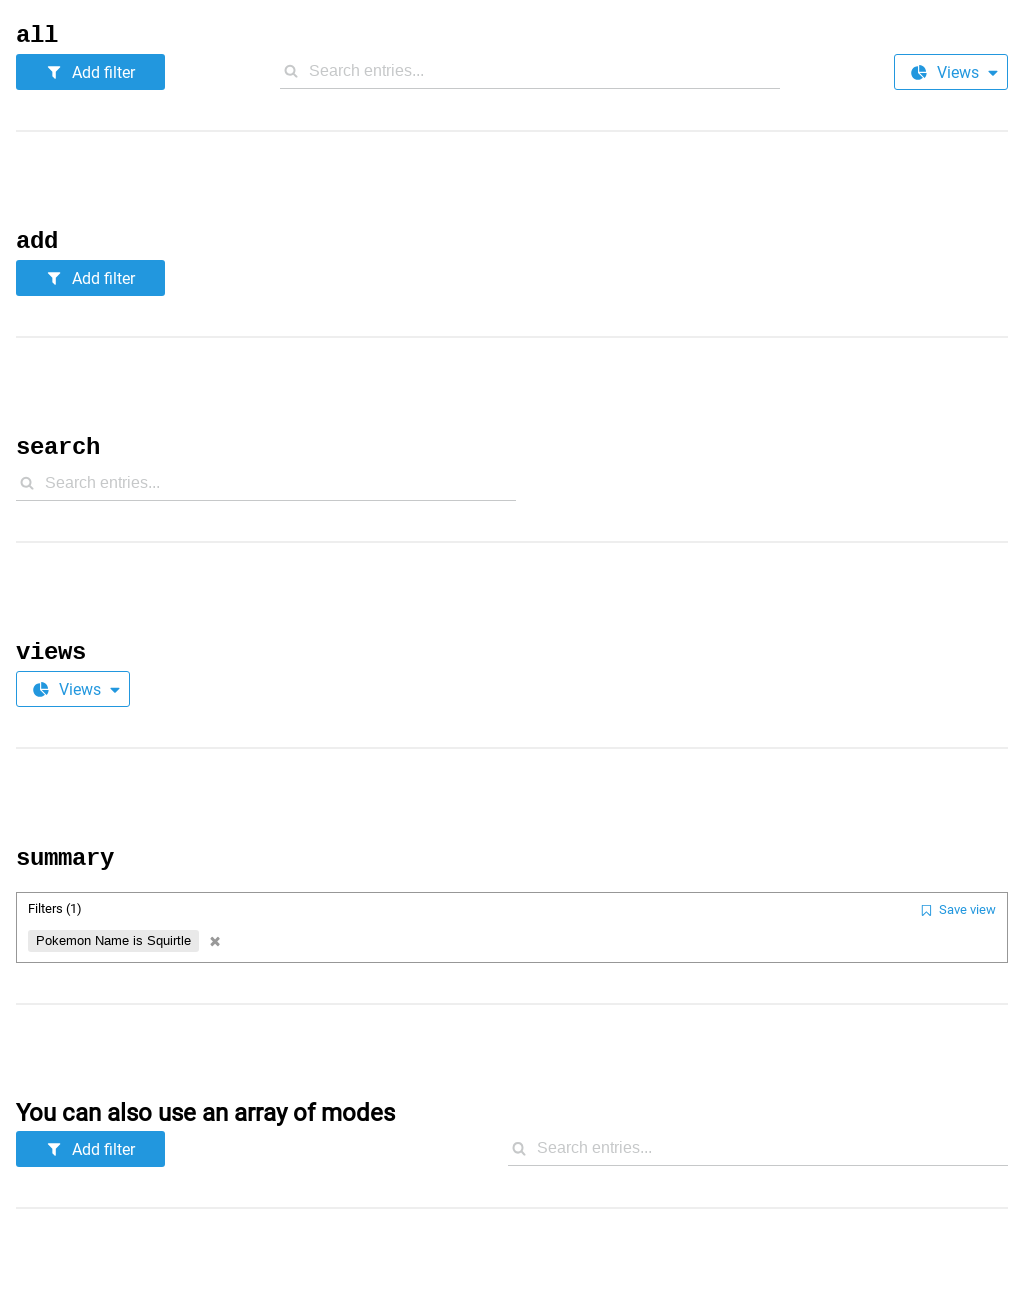 all
Add filter
Search entries...
Views
add
Add filter
search
Search entries...
views
Views
summary
Filters (1)
Save view
Pokemon Name is Squirtle
You can also use an array of modes
Add filter
Search entries...